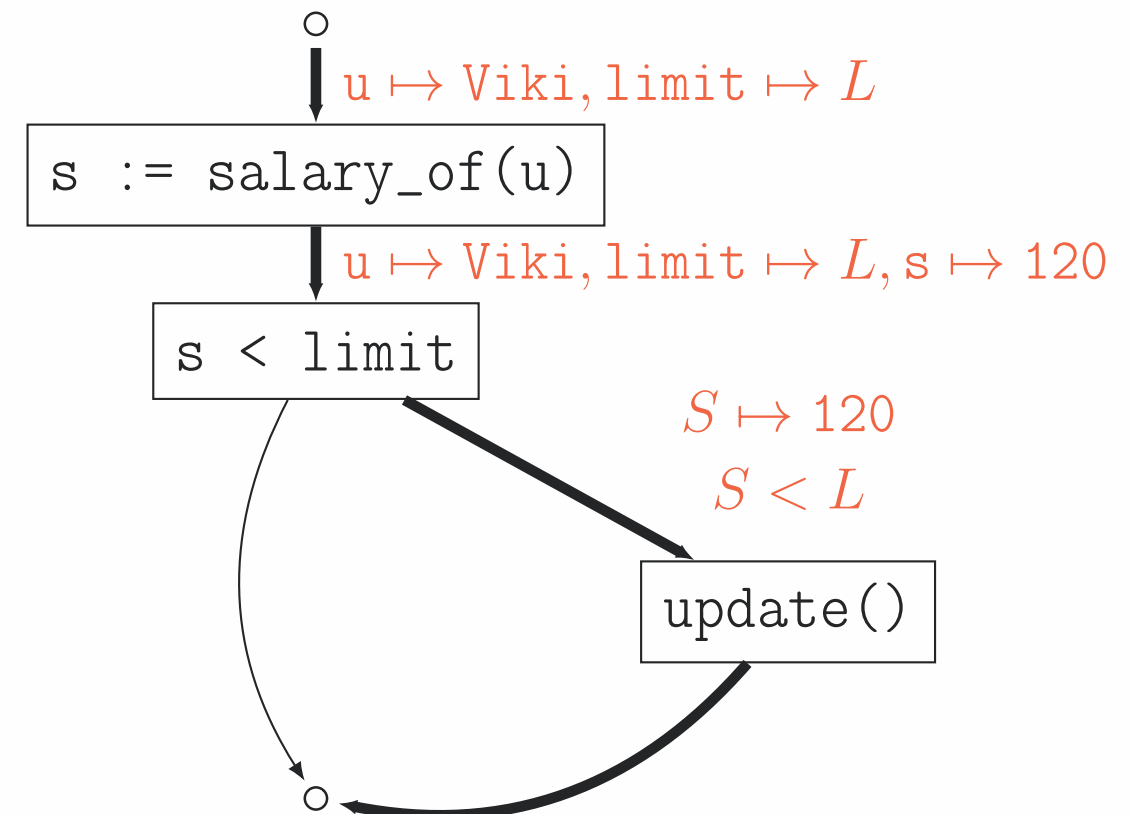 u ↦ Viki, limit ↦ L
s := salary_of(u)
u ↦ Viki, limit ↦ L, s ↦ 120
s < limit
S ↦ 120
S < L
update()